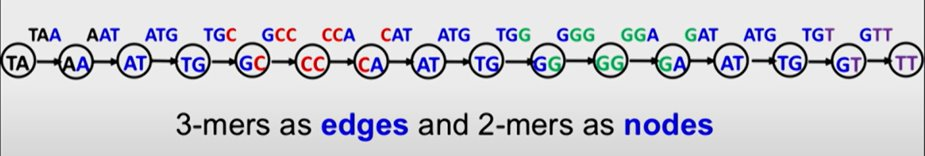 TAA AAT ATG TGC GCC CCA CAT ATG TGG GGG GGA GAT ATG TGT GTT
TA AA AT TG GC CC CA AT TG GG GG GA AT TG GT TT
3-mers as edges and 2-mers as nodes